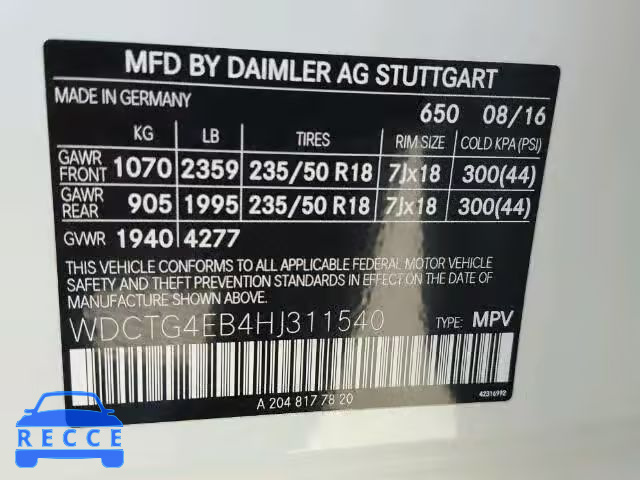 MFD BY DAIMLER AG STUTTGART
MADE IN GERMANY 650 08/16
KG LB TIRES RIM SIZE COLD KPA (PSI)
GAWR FRONT 1070 2359 235/50 R18 7Jx18 300(44)
GAWR REAR 905 1995 235/50 R18 7Jx18 300(44)
GVWR 1940 4277
THIS VEHICLE CONFORMS TO ALL APPLICABLE FEDERAL MOTOR VEHICLE
SAFETY AND THEFT PREVENTION STANDARDS IN EFFECT ON THE DATE OF
MANUFACTURE SHOWN ABOVE.
WDCTG4EB4HJ311540 TYPE: MPV
A 204 817 78 20 42316992
RECCE